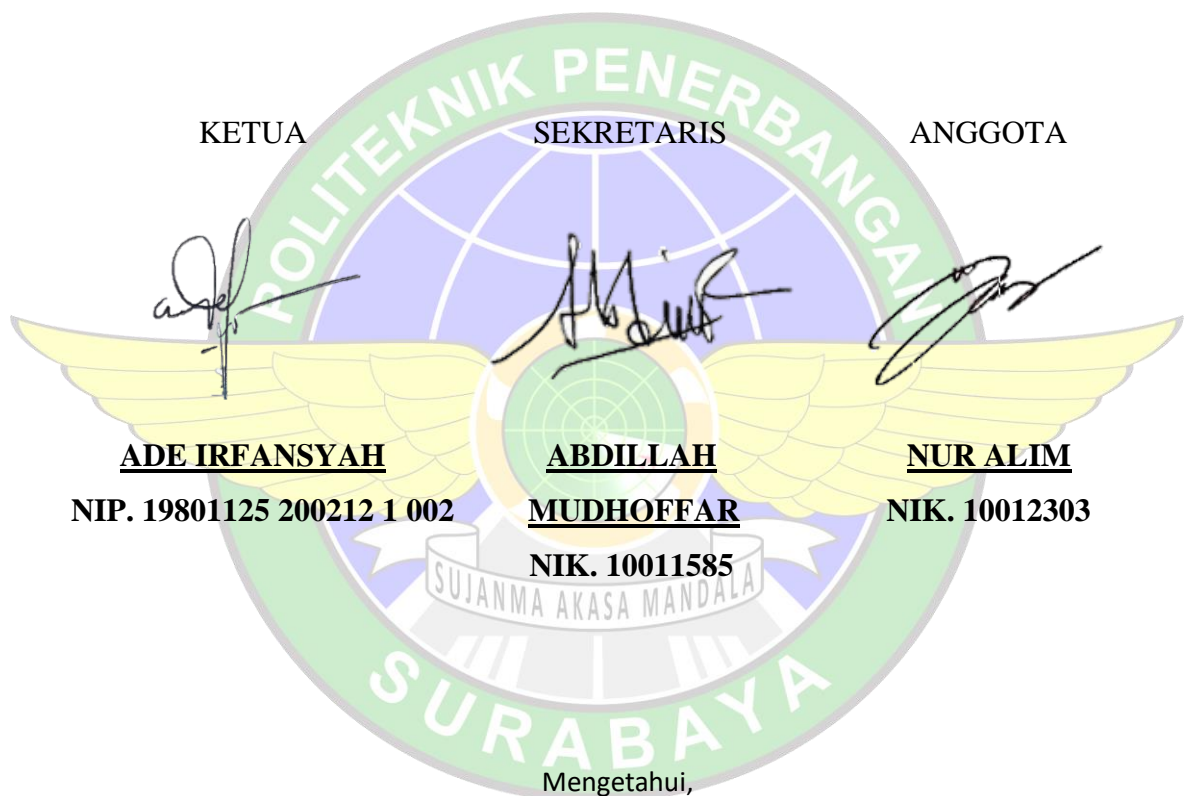 POLITEKNIK PENERBANGAN
KETUA SEKRETARIS ANGGOTA
ADE IRFANSYAH ABDILLAH NUR ALIM
NIP. 19801125 200212 1 002 MUDHOFFAR NIK. 10012303
NIK. 10011585
SUJANMA AKASA MANDALA
SURABAYA
Mengetahui,